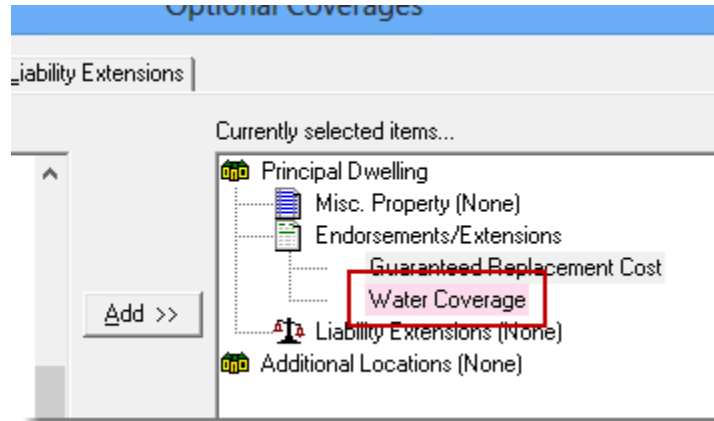 Optional Coverages
Liability Extensions
Currently selected items...
Principal Dwelling
Misc. Property (None)
Endorsements/Extensions
Guaranteed Replacement Cost
Water Coverage
Add >>
Liability Extensions (None)
Additional Locations (None)